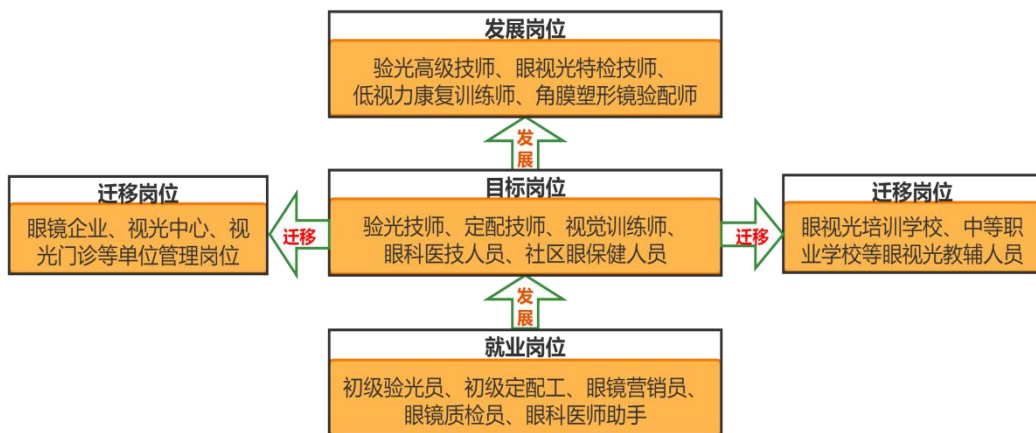 发展岗位
验光高级技师、眼视光特检技师、
低视力康复训练师、角膜塑形镜验配师
发
展
迁移岗位
眼镜企业、视光中心、视
光门诊等单位管理岗位
迁移
目标岗位
验光技师、定配技师、视觉训练师、
眼科医技人员、社区眼保健人员
迁移
迁移岗位
眼视光培训学校、中等职
业学校等眼视光教辅人员
发
展
就业岗位
初级验光员、初级定配工、眼镜营销员、
眼镜质检员、眼科医师助手